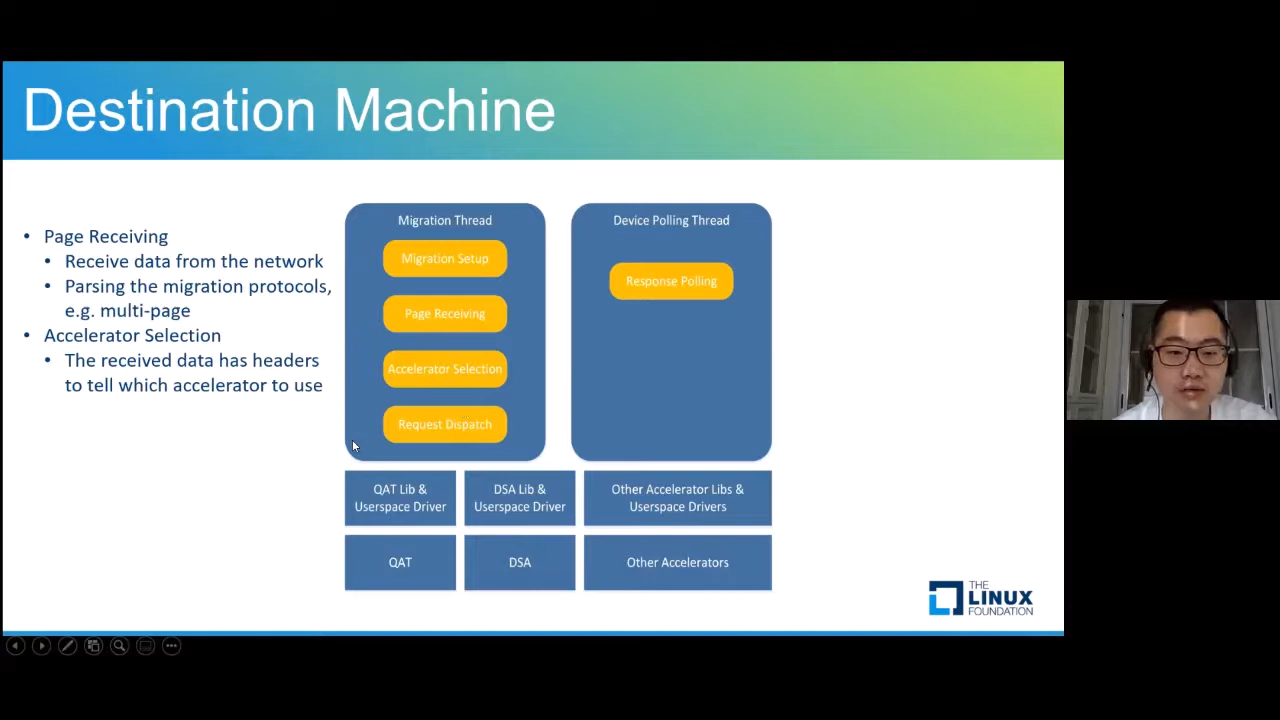 Destination Machine
Page Receiving
Receive data from the network
Parsing the migration protocols,
e.g. multi-page
Accelerator Selection
The received data has headers
to tell which accelerator to use
Migration Thread
Migration Setup
Page Receiving
Accelerator Selection
Request Dispatch
Device Polling Thread
Response Polling
QAT Lib &
Userspace Driver
DSA Lib &
Userspace Driver
Other Accelerator Libs &
Userspace Drivers
QAT
DSA
Other Accelerators
THE
LINUX
FOUNDATION